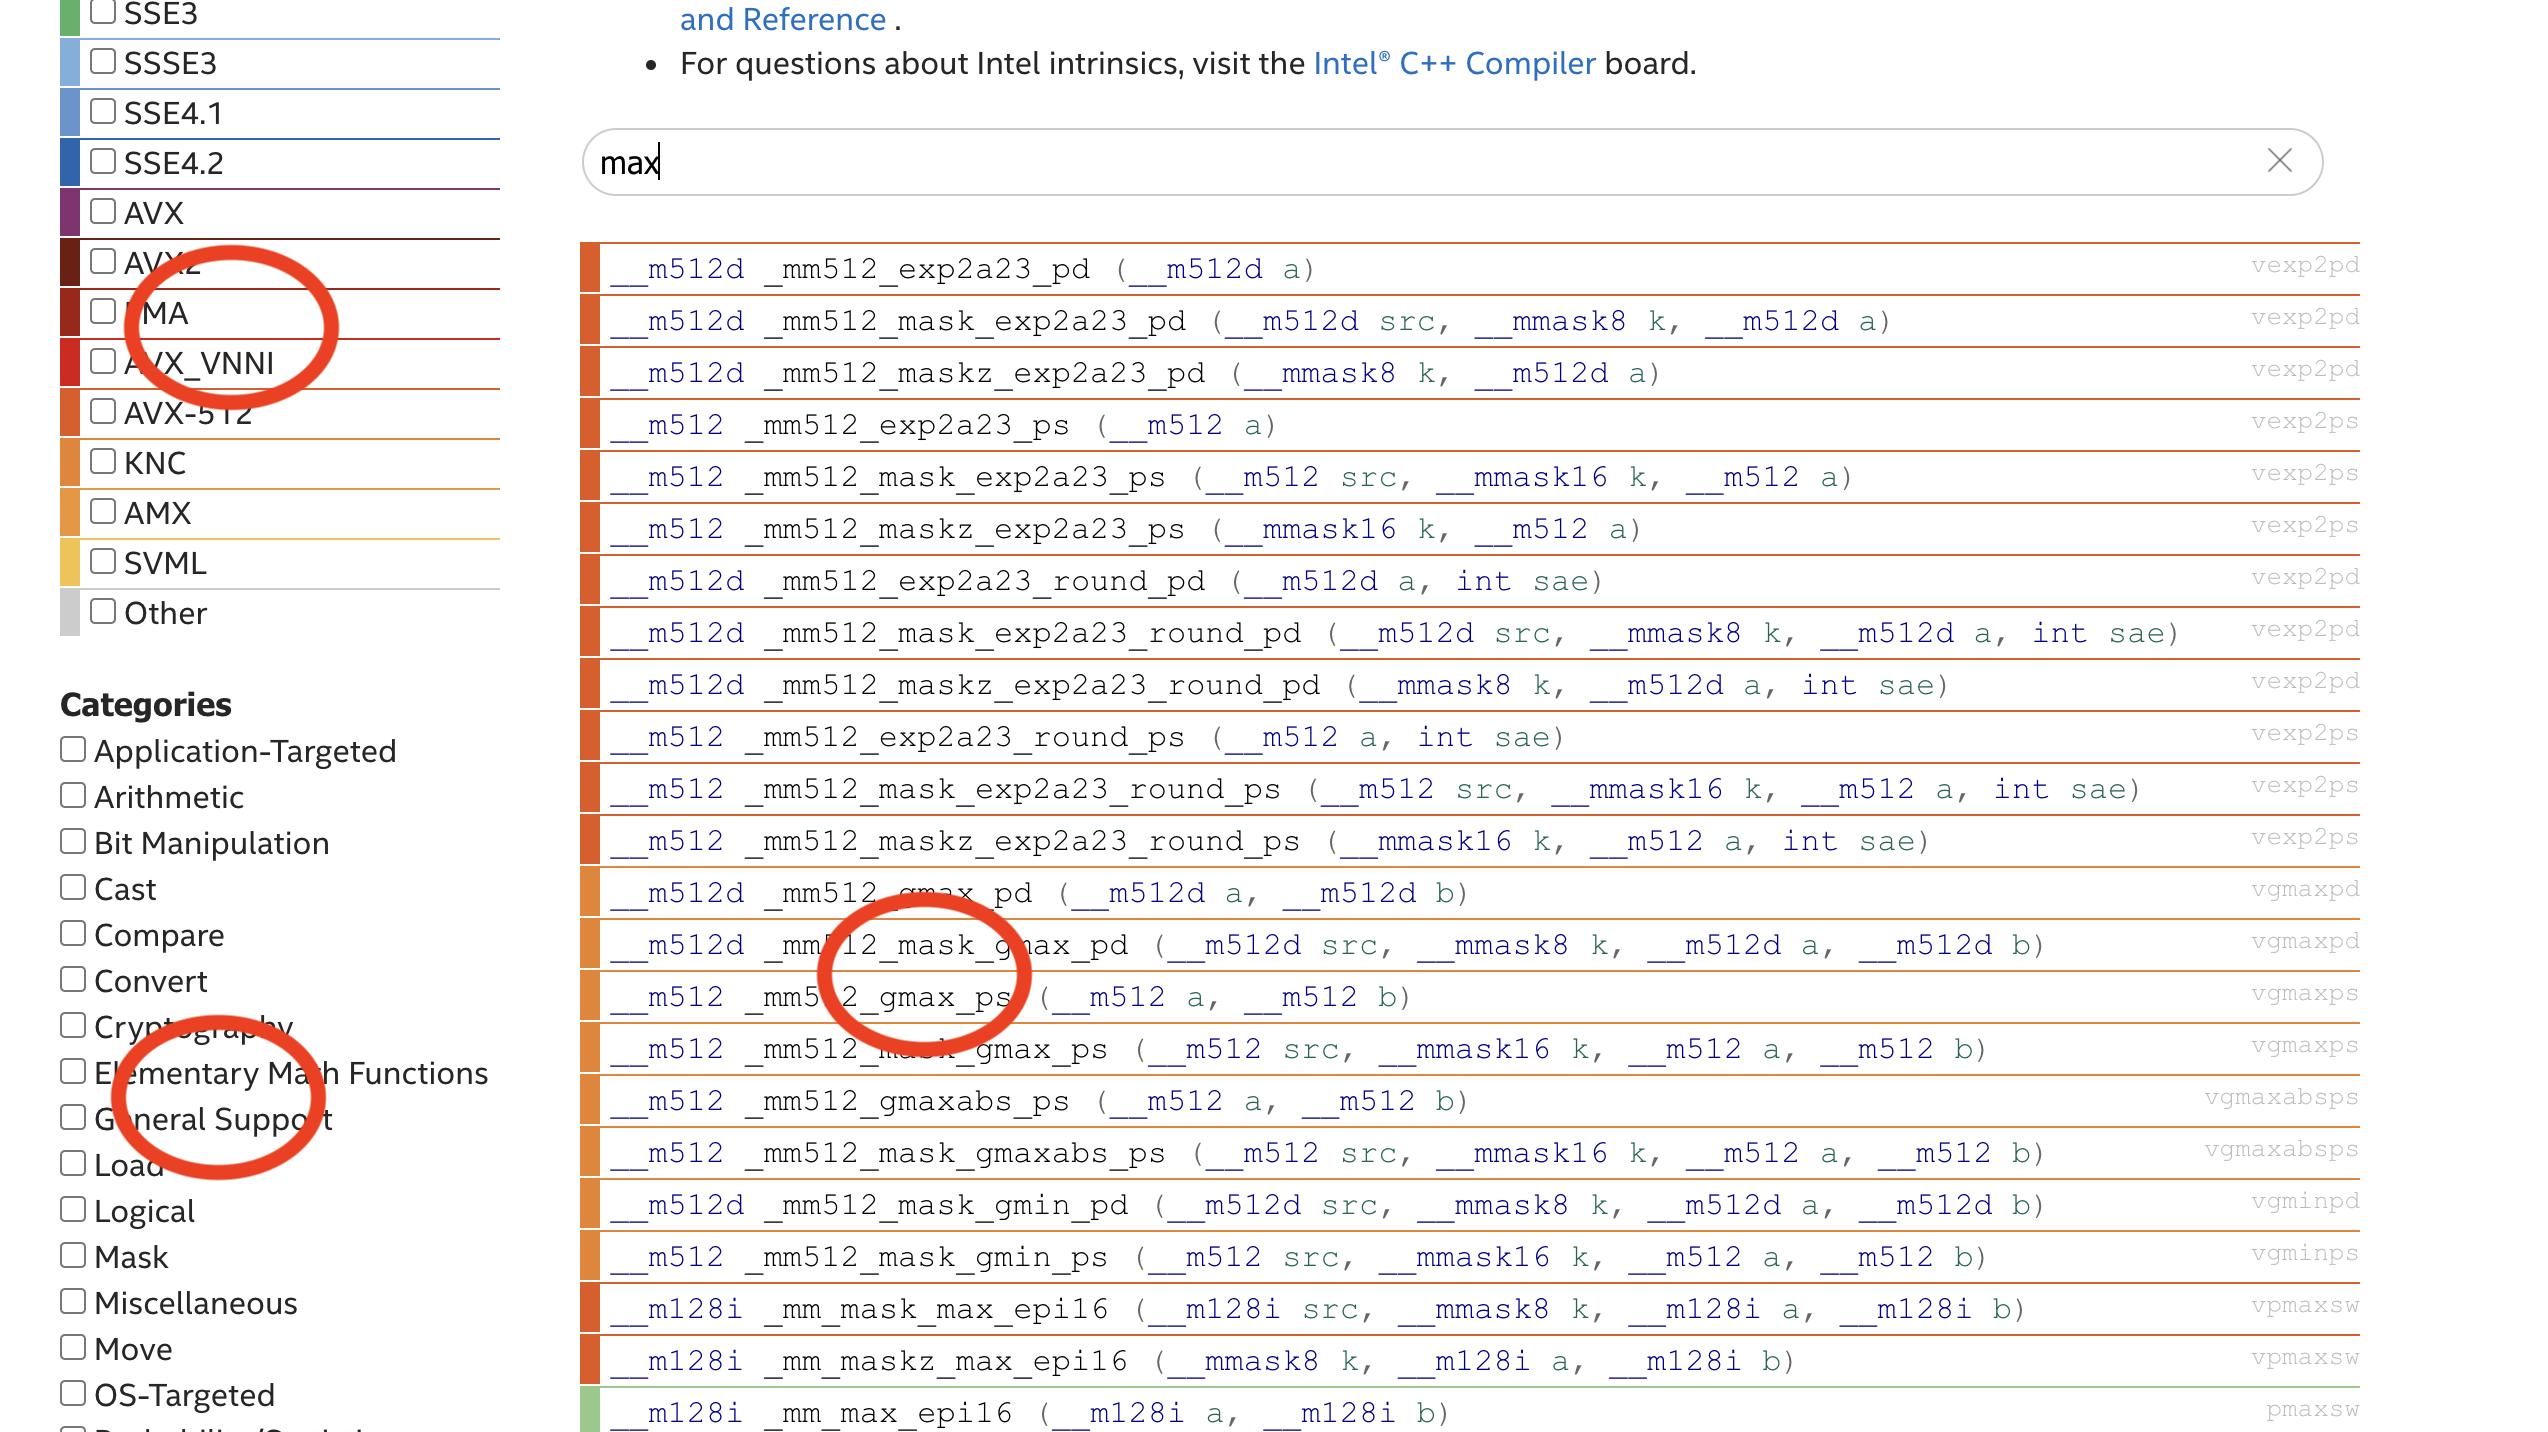 SSE3
SSSE3
SSE4.1
SSE4.2
AVX
AVX2
FMA
AVX_VNNI
AVX-512
KNC
AMX
SVML
Other
Categories
Application-Targeted
Arithmetic
Bit Manipulation
Cast
Compare
Convert
Cryptography
Elementary Math Functions
General Support
Load
Logical
Mask
Miscellaneous
Move
OS-Targeted
and Reference .
• For questions about Intel intrinsics, visit the Intel® C++ Compiler board.
max
__m512d _mm512_exp2a23_pd (__m512d a) vexp2pd
__m512d _mm512_mask_exp2a23_pd (__m512d src, __mmask8 k, __m512d a) vexp2pd
__m512d _mm512_maskz_exp2a23_pd (__mmask8 k, __m512d a) vexp2pd
__m512 _mm512_exp2a23_ps (__m512 a) vexp2ps
__m512 _mm512_mask_exp2a23_ps (__m512 src, __mmask16 k, __m512 a) vexp2ps
__m512 _mm512_maskz_exp2a23_ps (__mmask16 k, __m512 a) vexp2ps
__m512d _mm512_exp2a23_round_pd (__m512d a, int sae) vexp2pd
__m512d _mm512_mask_exp2a23_round_pd (__m512d src, __mmask8 k, __m512d a, int sae) vexp2pd
__m512d _mm512_maskz_exp2a23_round_pd (__mmask8 k, __m512d a, int sae) vexp2pd
__m512 _mm512_exp2a23_round_ps (__m512 a, int sae) vexp2ps
__m512 _mm512_mask_exp2a23_round_ps (__m512 src, __mmask16 k, __m512 a, int sae) vexp2ps
__m512 _mm512_maskz_exp2a23_round_ps (__mmask16 k, __m512 a, int sae) vexp2ps
__m512d _mm512_gmax_pd (__m512d a, __m512d b) vgmaxpd
__m512d _mm512_mask_gmax_pd (__m512d src, __mmask8 k, __m512d a, __m512d b) vgmaxpd
__m512 _mm512_gmax_ps (__m512 a, __m512 b) vgmaxps
__m512 _mm512_mask_gmax_ps (__m512 src, __mmask16 k, __m512 a, __m512 b) vgmaxps
__m512 _mm512_gmaxabs_ps (__m512 a, __m512 b) vgmaxabsps
__m512 _mm512_mask_gmaxabs_ps (__m512 src, __mmask16 k, __m512 a, __m512 b) vgmaxabsps
__m512d _mm512_mask_gmin_pd (__m512d src, __mmask8 k, __m512d a, __m512d b) vgminpd
__m512 _mm512_mask_gmin_ps (__m512 src, __mmask16 k, __m512 a, __m512 b) vgminps
__m128i _mm_mask_max_epi16 (__m128i src, __mmask8 k, __m128i a, __m128i b) vpmaxsw
__m128i _mm_maskz_max_epi16 (__mmask8 k, __m128i a, __m128i b) vpmaxsw
__m128i _mm_max_epi16 (__m128i a, __m128i b) pmaxsw